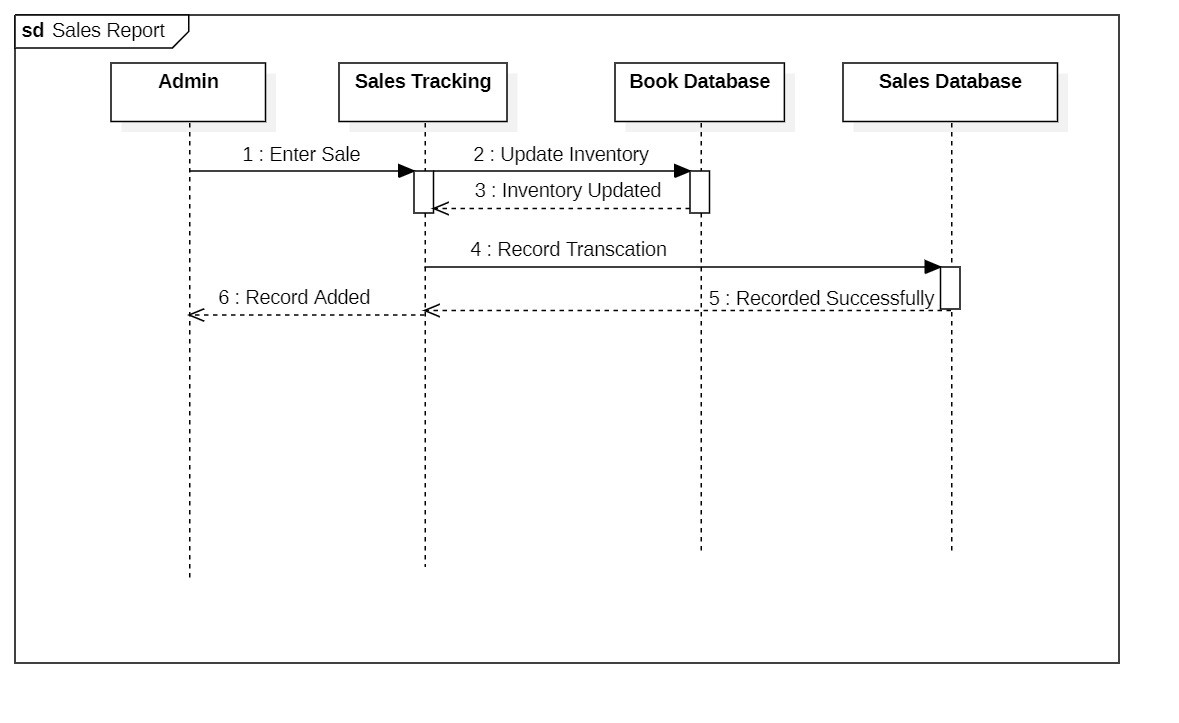 sd Sales Report
Admin
Sales Tracking
Book Database
Sales Database
1 : Enter Sale
2 : Update Inventory
3 : Inventory Updated
4 : Record Transcation
5 : Recorded Successfully
6 : Record Added